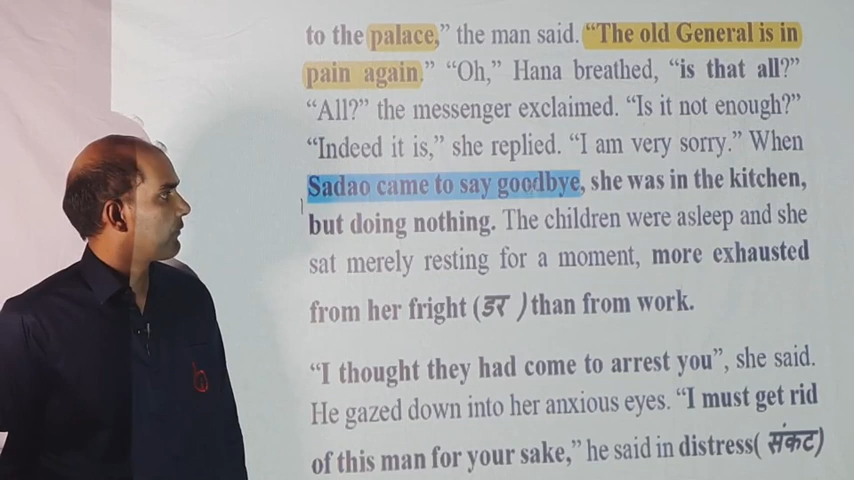 to the palace,” the man said. “The old General is in
pain again.” “Oh,” Hana breathed, “is that all?”
“All?” the messenger exclaimed. “Is it not enough?”
“Indeed it is,” she replied. “I am very sorry.” When
Sadao came to say goodbye, she was in the kitchen,
but doing nothing. The children were asleep and she
sat merely resting for a moment, more exhausted
from her fright (डर ) than from work.
“I thought they had come to arrest you”, she said.
He gazed down into her anxious eyes. “I must get rid
of this man for your sake,” he said in distress( संकट)